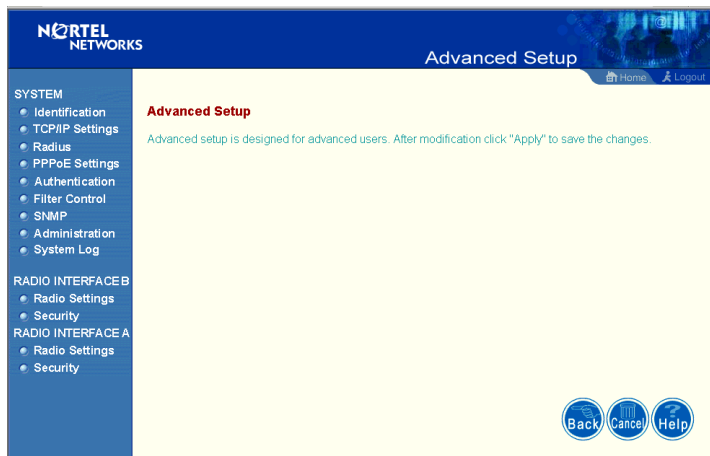 NORTEL
NETWORKS
Advanced Setup
Home
Logout
SYSTEM
Identification
TCP/IP Settings
Radius
PPPoE Settings
Authentication
Filter Control
SNMP
Administration
System Log
RADIO INTERFACE B
Radio Settings
Security
RADIO INTERFACE A
Radio Settings
Security
Advanced Setup
Advanced setup is designed for advanced users. After modification click "Apply" to save the changes.
Back
Cancel
Help